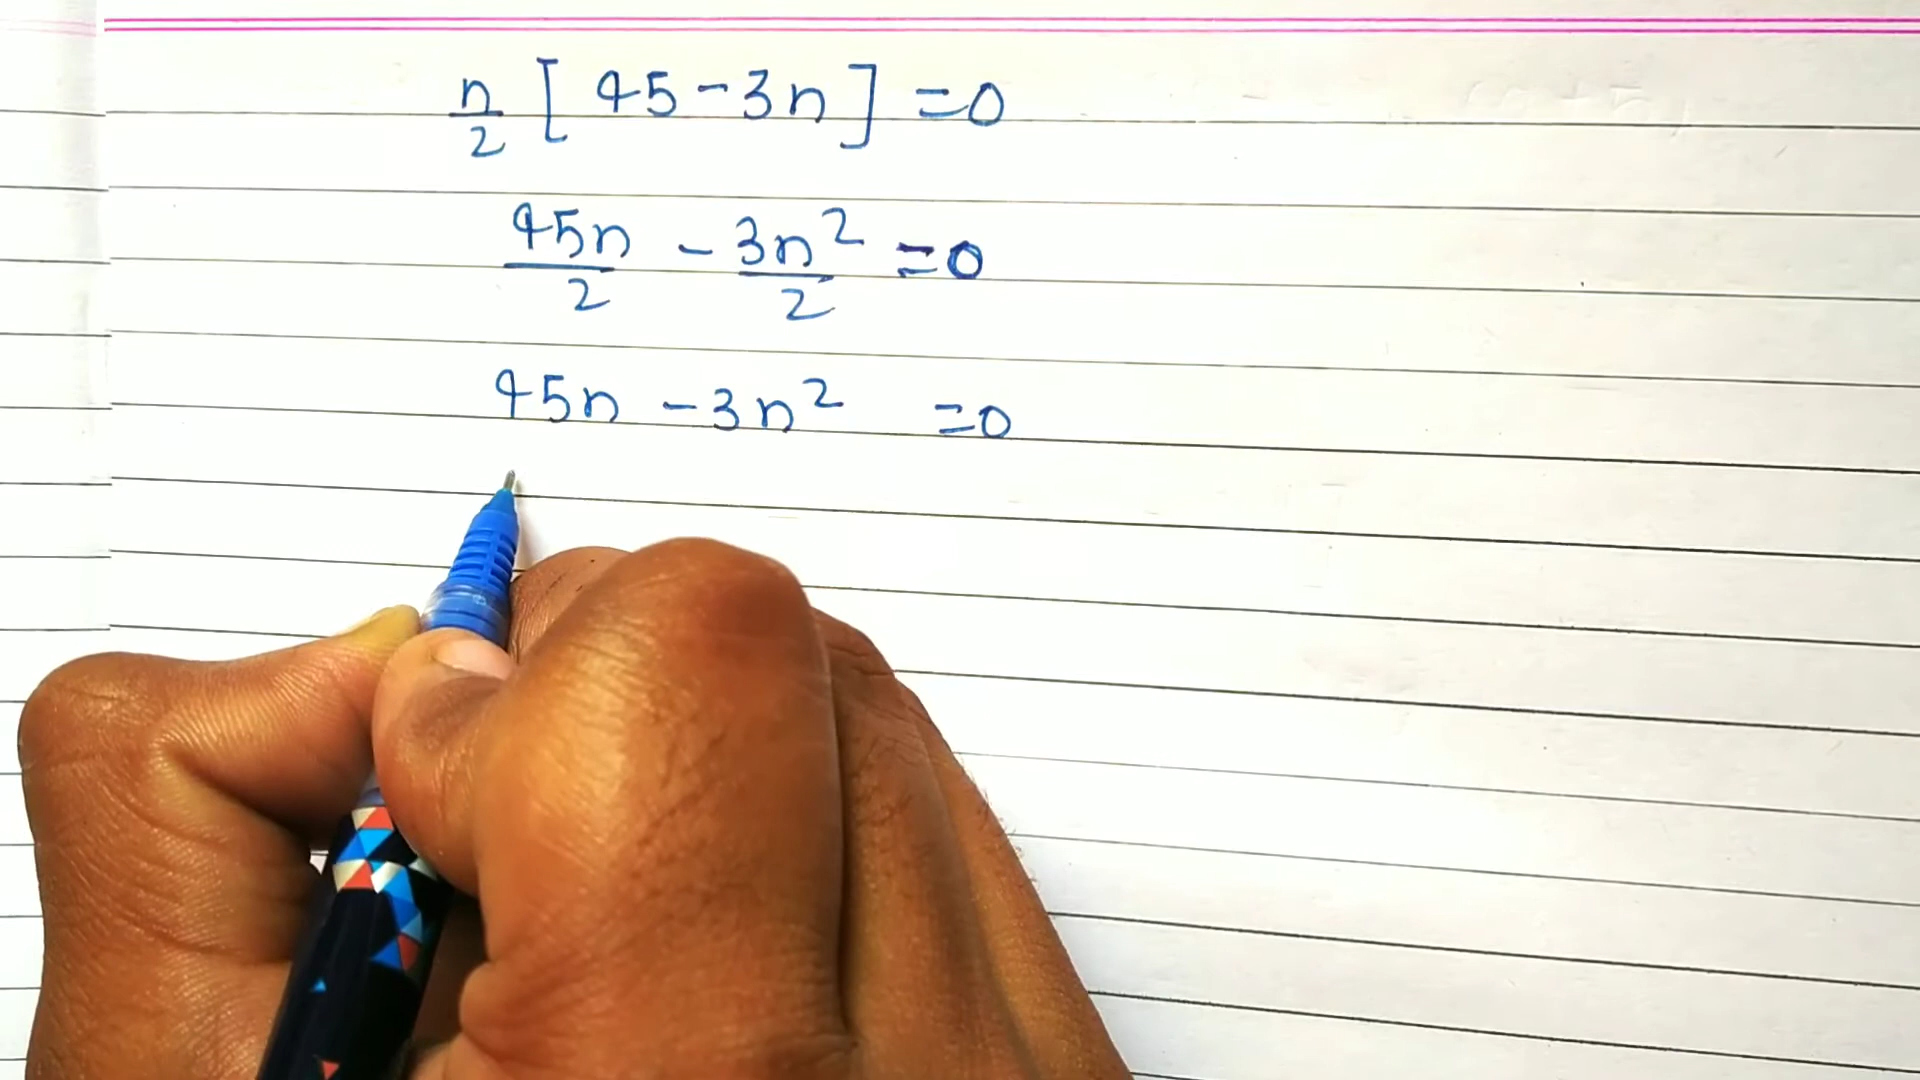 n/2 [ 45 - 3n ] = 0
45n/2 - 3n²/2 = 0
45n - 3n² = 0